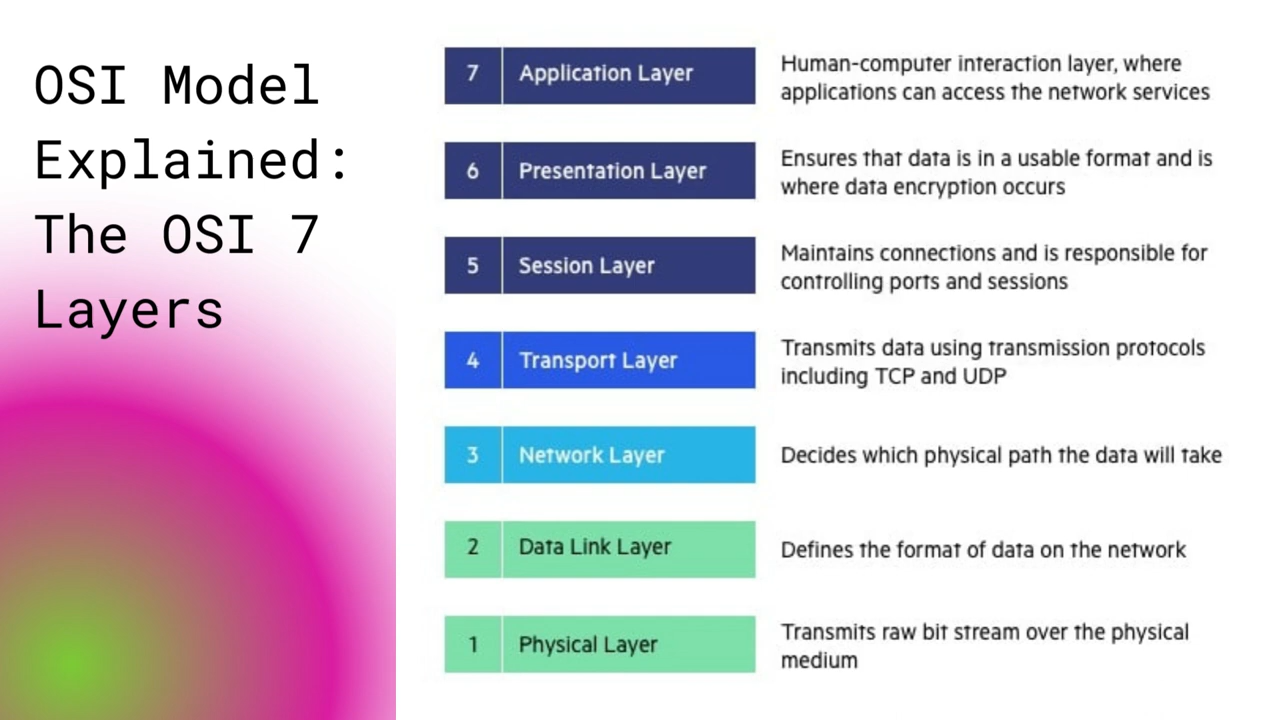 OSI Model
Explained:
The OSI 7
Layers
7 Application Layer
Human-computer interaction layer, where
applications can access the network services
6 Presentation Layer
Ensures that data is in a usable format and is
where data encryption occurs
5 Session Layer
Maintains connections and is responsible for
controlling ports and sessions
4 Transport Layer
Transmits data using transmission protocols
including TCP and UDP
3 Network Layer
Decides which physical path the data will take
2 Data Link Layer
Defines the format of data on the network
1 Physical Layer
Transmits raw bit stream over the physical
medium